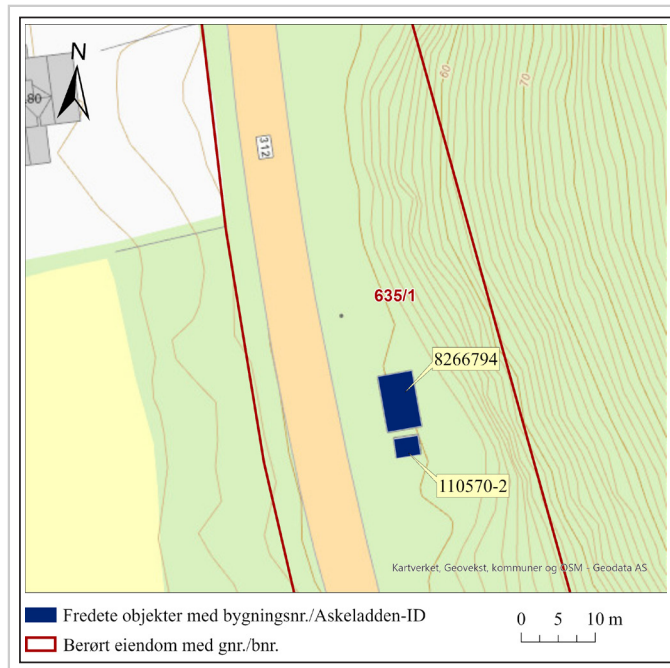 N
60
70
80
312
635/1
8266794
110570-2
Kartverket, Geovekst, kommuner og OSM - Geodata AS
Fredete objekter med bygningsnr./Askeladden-ID
Berørt eiendom med gnr./bnr.
0 5 10 m